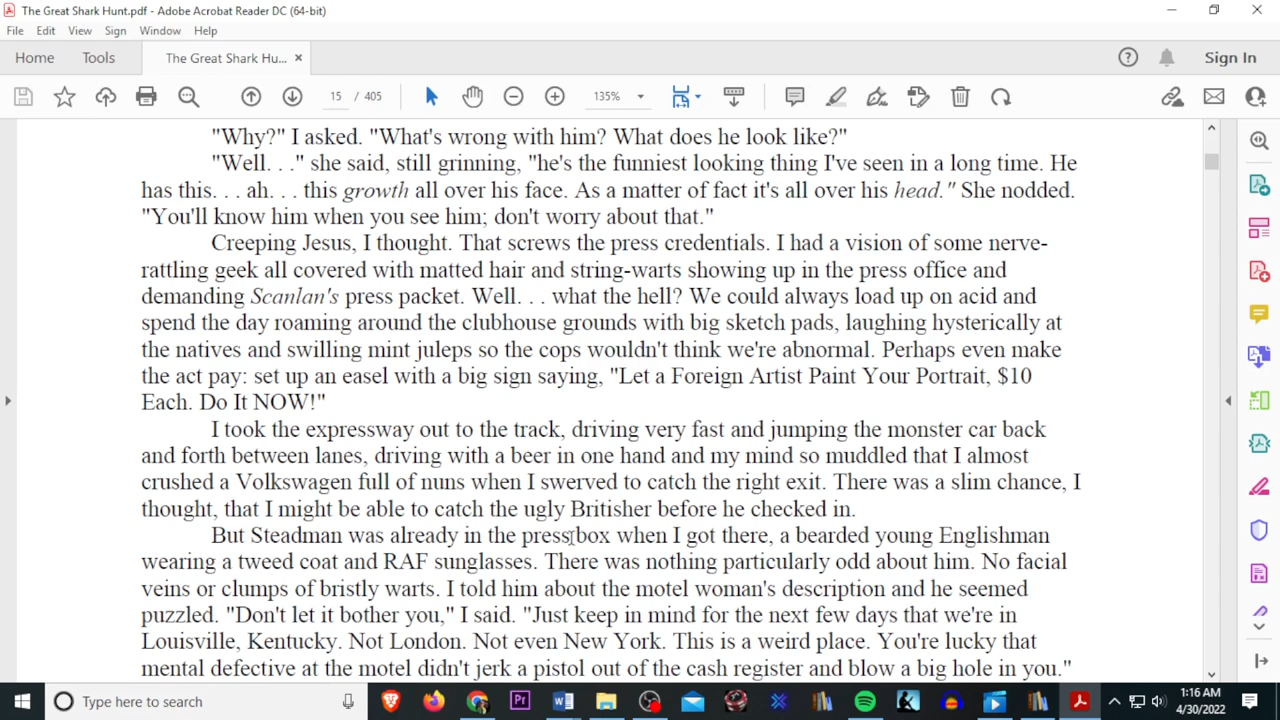 The Great Shark Hunt.pdf - Adobe Acrobat Reader DC (64-bit)
File Edit View Sign Window Help
Home Tools The Great Shark Hu... × Sign In
15 / 405 135%
"Why?" I asked. "What's wrong with him? What does he look like?"
"Well. . ." she said, still grinning, "he's the funniest looking thing I've seen in a long time. He
has this. . . ah. . . this growth all over his face. As a matter of fact it's all over his head." She nodded.
"You'll know him when you see him; don't worry about that."
Creeping Jesus, I thought. That screws the press credentials. I had a vision of some nerve-
rattling geek all covered with matted hair and string-warts showing up in the press office and
demanding Scanlan's press packet. Well. . . what the hell? We could always load up on acid and
spend the day roaming around the clubhouse grounds with big sketch pads, laughing hysterically at
the natives and swilling mint juleps so the cops wouldn't think we're abnormal. Perhaps even make
the act pay: set up an easel with a big sign saying, "Let a Foreign Artist Paint Your Portrait, $10
Each. Do It NOW!"
I took the expressway out to the track, driving very fast and jumping the monster car back
and forth between lanes, driving with a beer in one hand and my mind so muddled that I almost
crushed a Volkswagen full of nuns when I swerved to catch the right exit. There was a slim chance, I
thought, that I might be able to catch the ugly Britisher before he checked in.
But Steadman was already in the press box when I got there, a bearded young Englishman
wearing a tweed coat and RAF sunglasses. There was nothing particularly odd about him. No facial
veins or clumps of bristly warts. I told him about the motel woman's description and he seemed
puzzled. "Don't let it bother you," I said. "Just keep in mind for the next few days that we're in
Louisville, Kentucky. Not London. Not even New York. This is a weird place. You're lucky that
mental defective at the motel didn't jerk a pistol out of the cash register and blow a big hole in you."
Type here to search
1:16 AM
4/30/2022